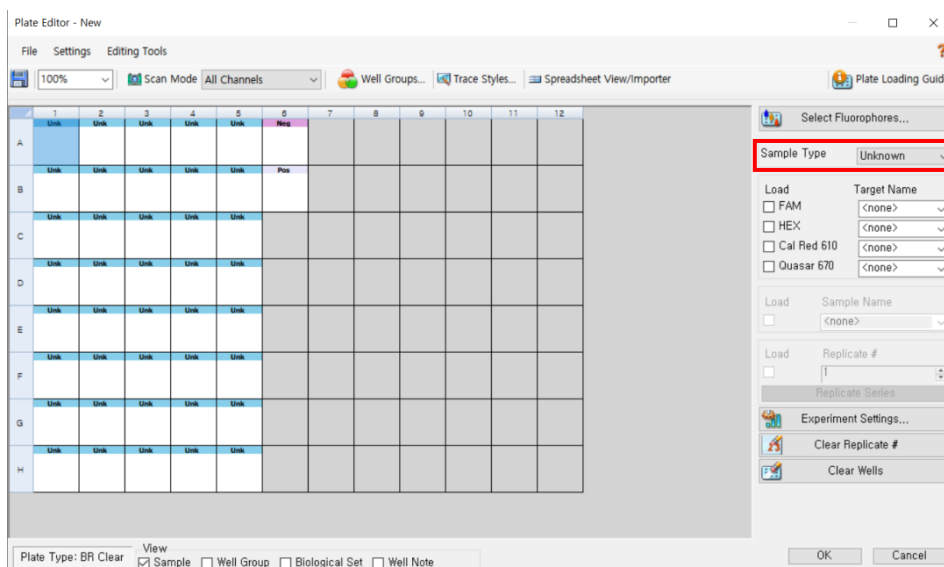 Plate Editor - New
File Settings Editing Tools ?
100% Scan Mode All Channels Well Groups... Trace Styles... Spreadsheet View/Importer Plate Loading Guid
1 2 3 4 5 6 7 8 9 10 11 12
Unk Unk Unk Unk Unk Neg
A
Unk Unk Unk Unk Unk Pos
B
Unk Unk Unk Unk Unk
C
Unk Unk Unk Unk Unk
D
Unk Unk Unk Unk Unk
E
Unk Unk Unk Unk Unk
F
Unk Unk Unk Unk Unk
G
Unk Unk Unk Unk Unk
H
Select Fluorophores...
Sample Type Unknown
Load Target Name
FAM <none>
HEX <none>
Cal Red 610 <none>
Quasar 670 <none>
Load Sample Name
<none>
Load Replicate #
1
Replicate Series
Experiment Settings...
Clear Replicate #
Clear Wells
Plate Type: BR Clear
View
Sample Well Group Biological Set Well Note
OK Cancel